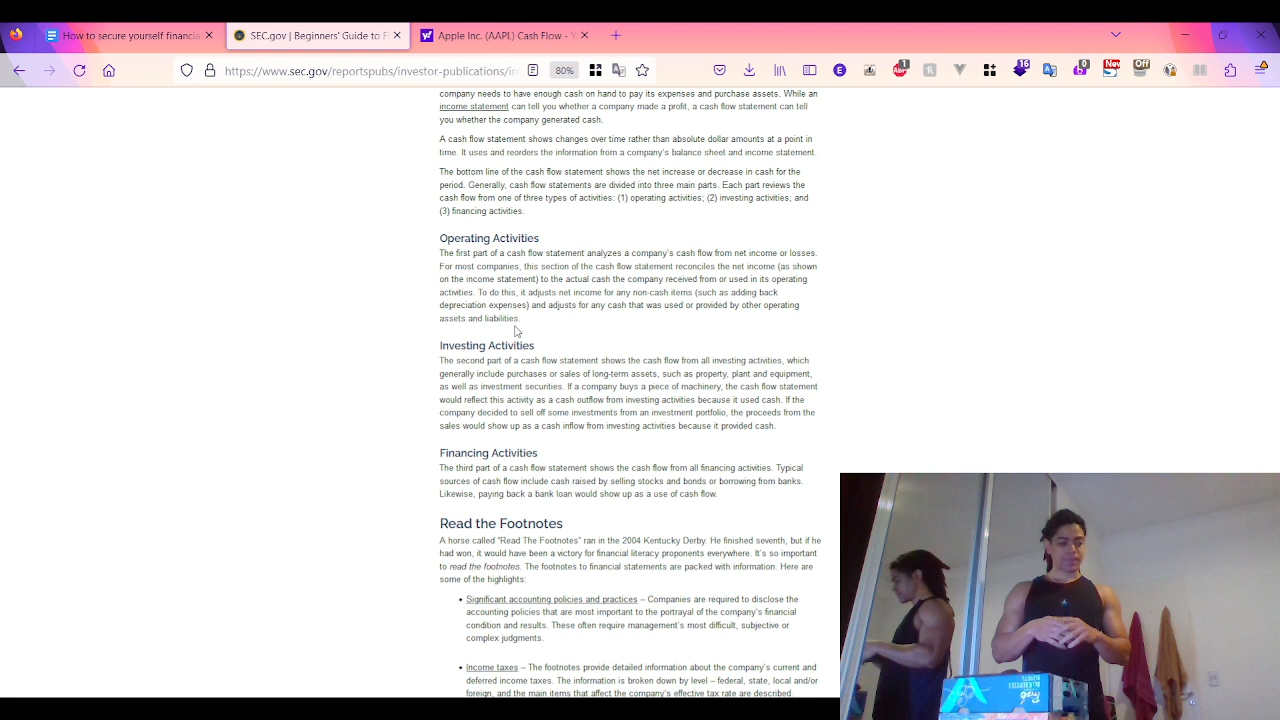 How to secure yourself financia
SEC.gov | Beginners' Guide to Fi
Apple Inc. (AAPL) Cash Flow - Y
https://www.sec.gov/reportspubs/investor-publications/in
80%
1
16
0
New
Off
company needs to have enough cash on hand to pay its expenses and purchase assets. While an
income statement can tell you whether a company made a profit, a cash flow statement can tell
you whether the company generated cash.
A cash flow statement shows changes over time rather than absolute dollar amounts at a point in
time. It uses and reorders the information from a company's balance sheet and income statement.
The bottom line of the cash flow statement shows the net increase or decrease in cash for the
period. Generally, cash flow statements are divided into three main parts. Each part reviews the
cash flow from one of three types of activities: (1) operating activities; (2) investing activities; and
(3) financing activities.
Operating Activities
The first part of a cash flow statement analyzes a company's cash flow from net income or losses.
For most companies, this section of the cash flow statement reconciles the net income (as shown
on the income statement) to the actual cash the company received from or used in its operating
activities. To do this, it adjusts net income for any non-cash items (such as adding back
depreciation expenses) and adjusts for any cash that was used or provided by other operating
assets and liabilities.
Investing Activities
The second part of a cash flow statement shows the cash flow from all investing activities, which
generally include purchases or sales of long-term assets, such as property, plant and equipment,
as well as investment securities. If a company buys a piece of machinery, the cash flow statement
would reflect this activity as a cash outflow from investing activities because it used cash. If the
company decided to sell off some investments from an investment portfolio, the proceeds from the
sales would show up as a cash inflow from investing activities because it provided cash.
Financing Activities
The third part of a cash flow statement shows the cash flow from all financing activities. Typical
sources of cash flow include cash raised by selling stocks and bonds or borrowing from banks.
Likewise, paying back a bank loan would show up as a use of cash flow.
Read the Footnotes
A horse called “Read The Footnotes” ran in the 2004 Kentucky Derby. He finished seventh, but if he
had won, it would have been a victory for financial literacy proponents everywhere. It's so important
to read the footnotes. The footnotes to financial statements are packed with information. Here are
some of the highlights:
• Significant accounting policies and practices – Companies are required to disclose the
accounting policies that are most important to the portrayal of the company's financial
condition and results. These often require management's most difficult, subjective or
complex judgments.
• Income taxes – The footnotes provide detailed information about the company's current and
deferred income taxes. The information is broken down by level – federal, state, local and/or
foreign, and the main items that affect the company's effective tax rate are described.